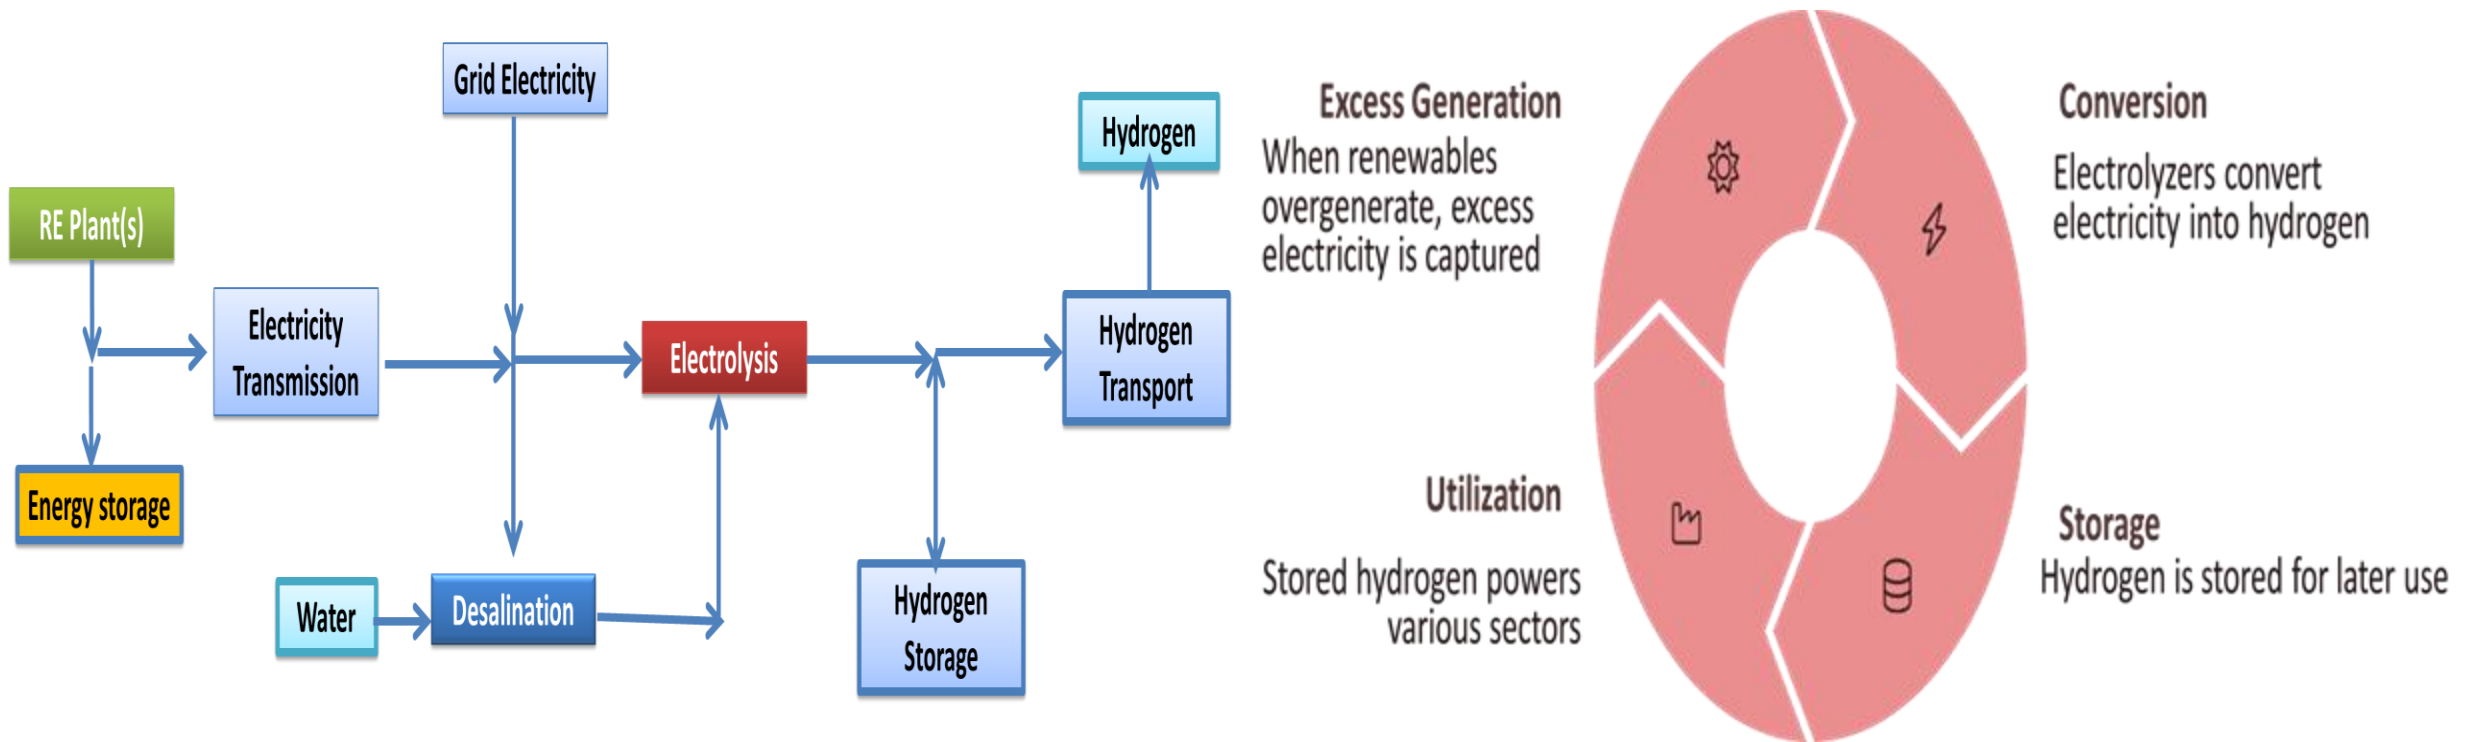 Grid Electricity
RE Plant(s)
Electricity
Transmission
Energy storage
Water
Desalination
Electrolysis
Hydrogen
Storage
Hydrogen
Transport
Hydrogen
Excess Generation
When renewables
overgenerate, excess
electricity is captured
Conversion
Electrolyzers convert
electricity into hydrogen
Storage
Hydrogen is stored for later use
Utilization
Stored hydrogen powers
various sectors